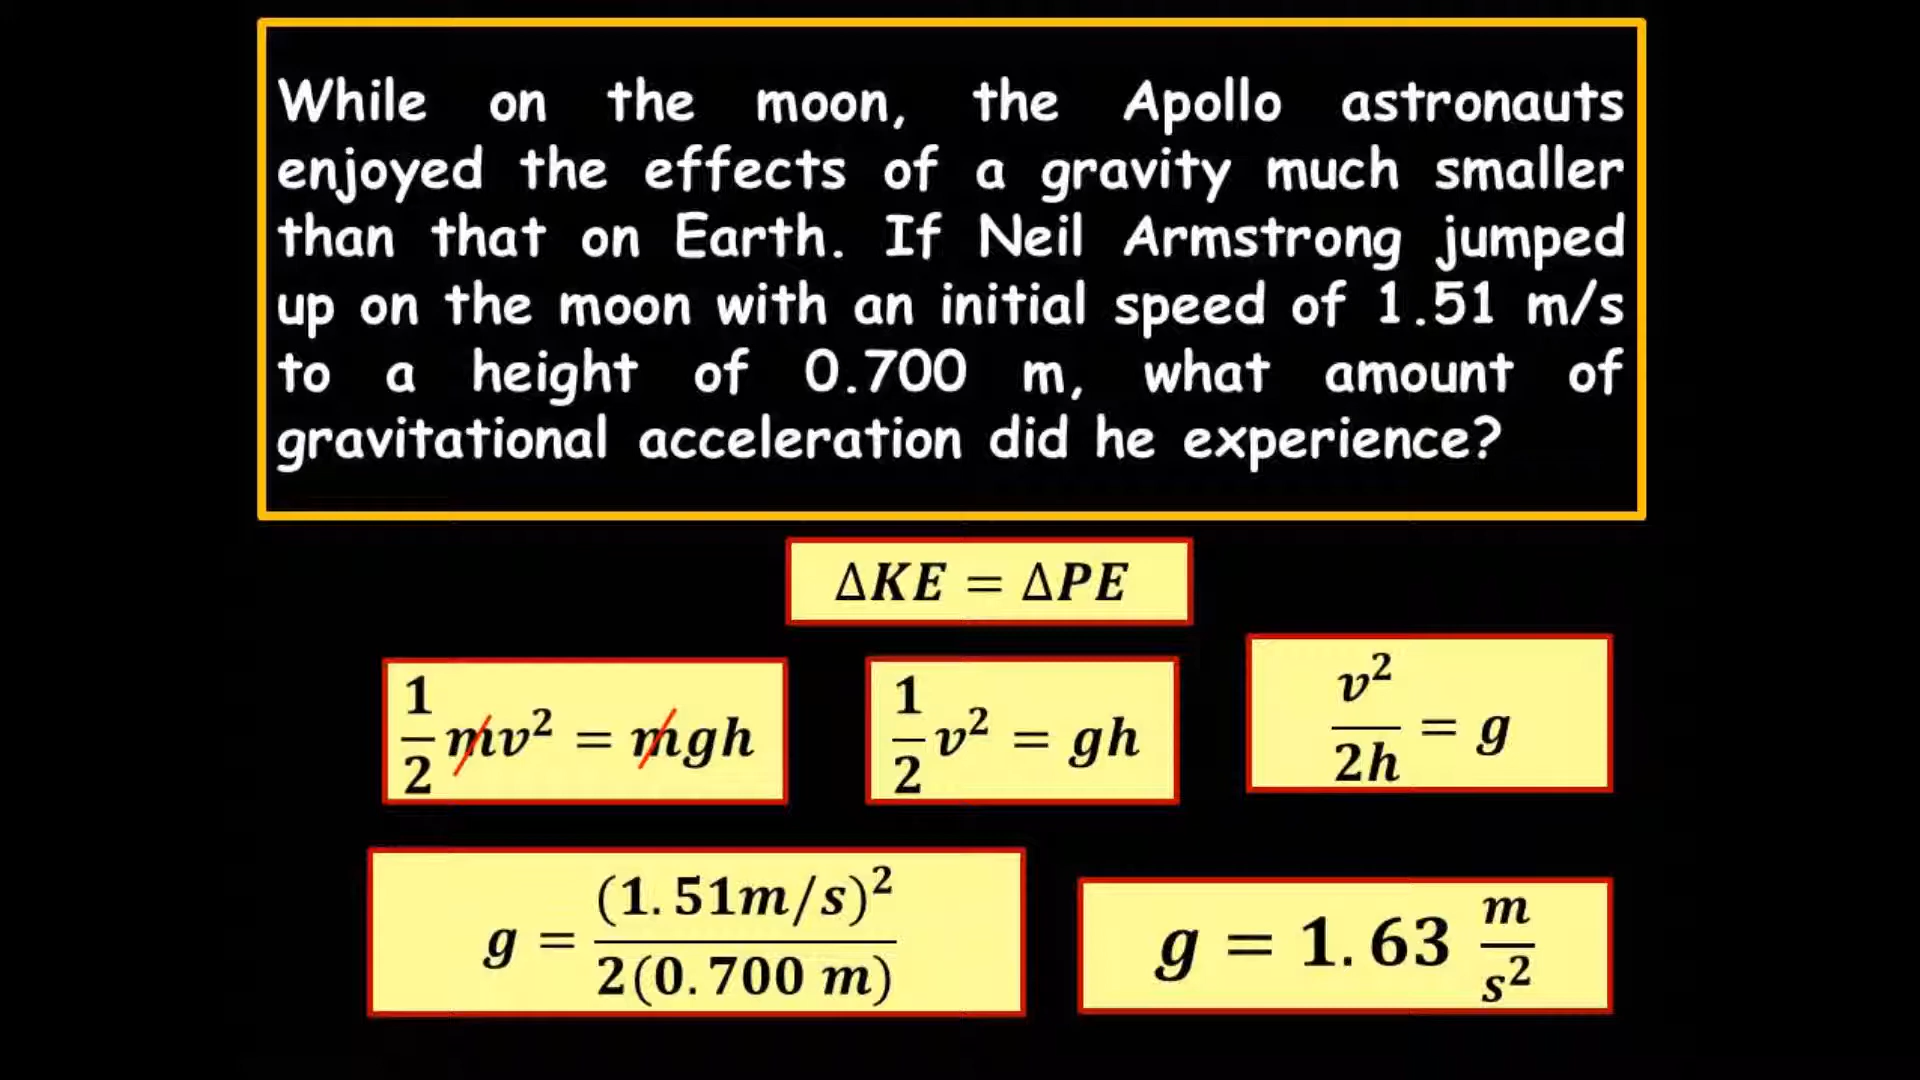 While on the moon, the Apollo astronauts
enjoyed the effects of a gravity much smaller
than that on Earth. If Neil Armstrong jumped
up on the moon with an initial speed of 1.51 m/s
to a height of 0.700 m, what amount of
gravitational acceleration did he experience?
ΔKE = ΔPE
1/2 mv² = mgh
1/2 v² = gh
v²/2h = g
g = (1.51m/s)²/2(0.700 m)
g = 1.63 m/s²